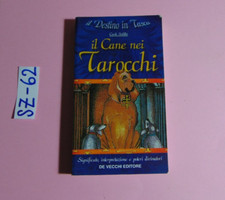 SZ-62
il Destino in Tasca
il Cane nei
Tarocchi
Significato, interpretazione e poteri divinatori
DE VECCHI EDITORE